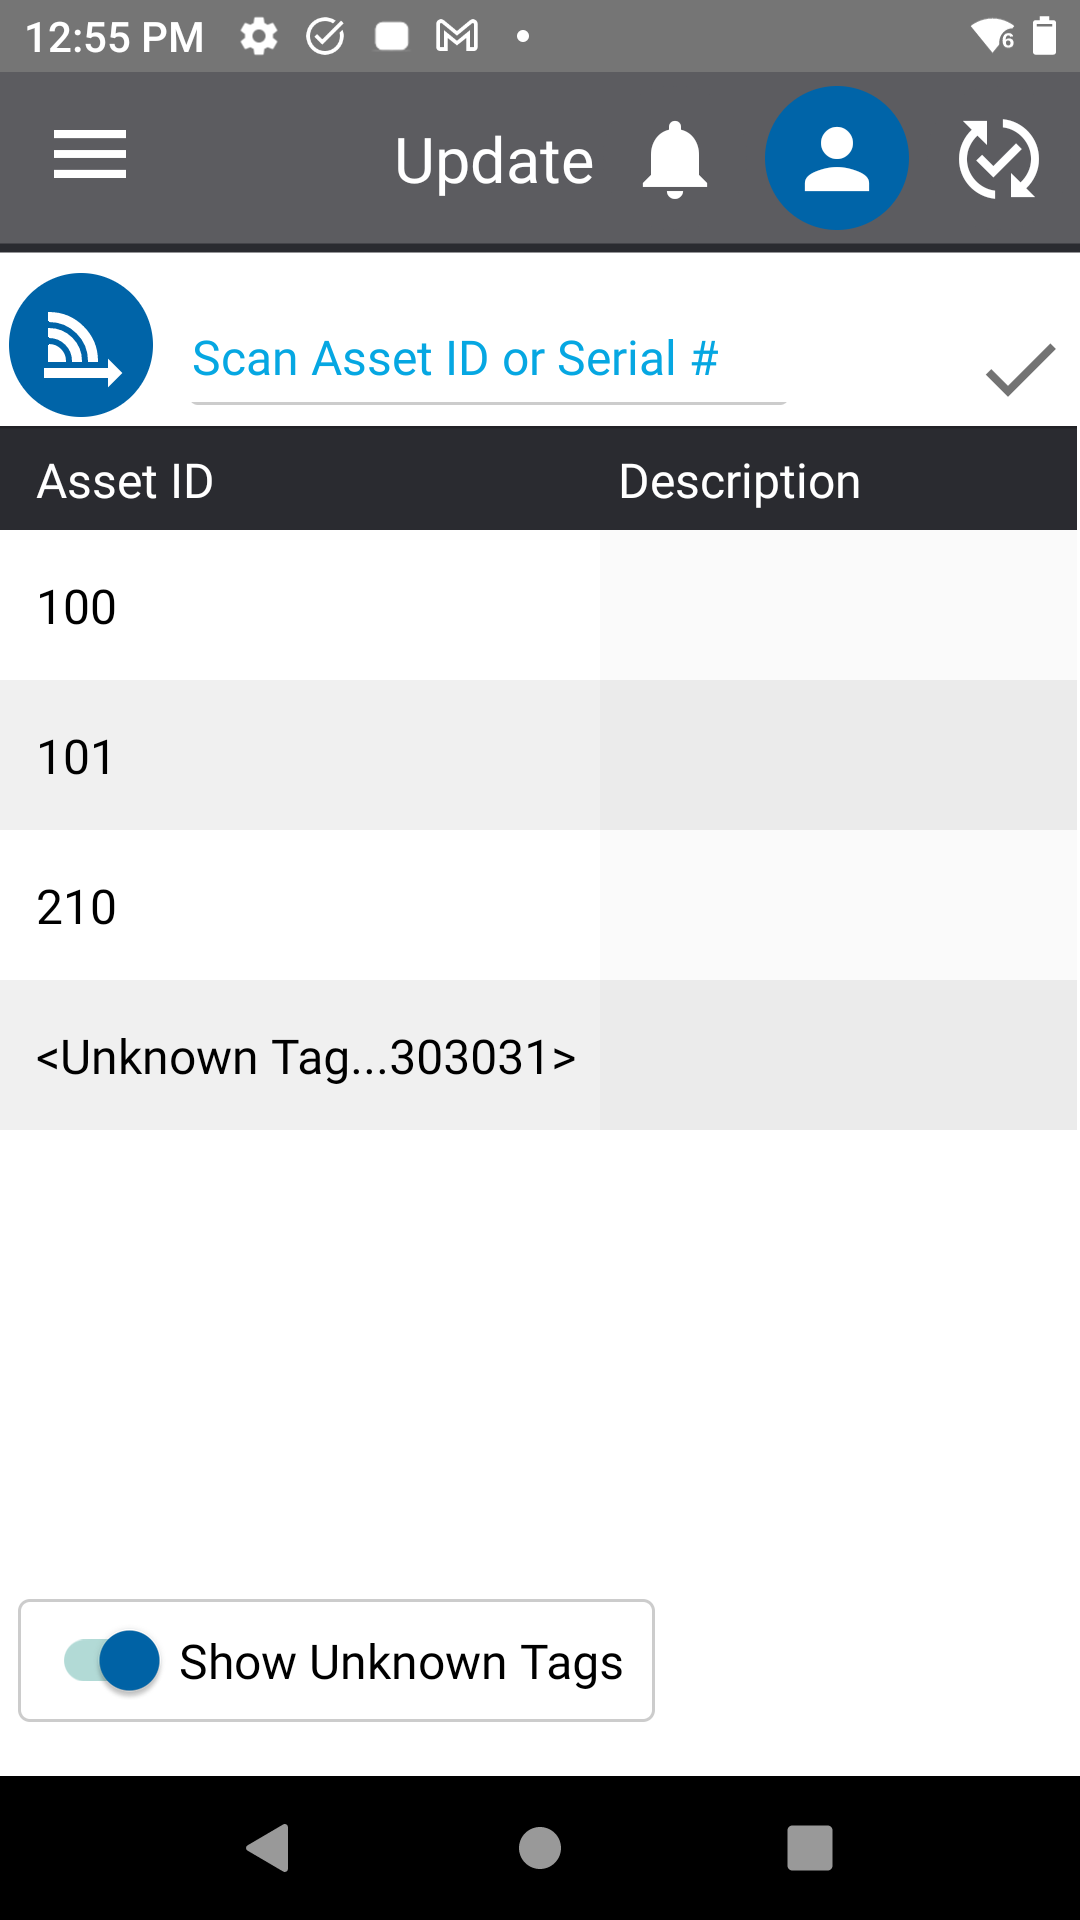 12:55 PM
6
Update
Scan Asset ID or Serial #
Asset ID Description
100
101
210
<Unknown Tag...303031>
Show Unknown Tags